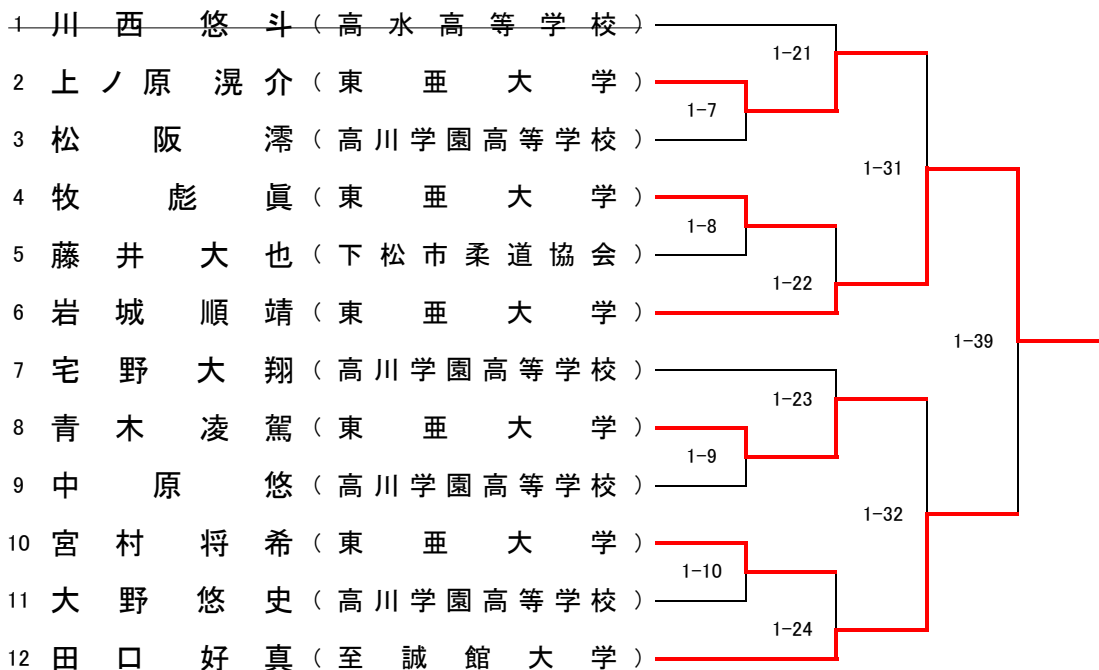 1 川西 悠斗 (高水高等学校)
1-21
2 上ノ原 滉介 (東亜大学)
1-7
3 松阪 澪 (高川学園高等学校)
1-31
4 牧 彪眞 (東亜大学)
1-8
5 藤井 大也 (下松市柔道協会)
1-22
6 岩城 順靖 (東亜大学)
1-39
7 宅野 大翔 (高川学園高等学校)
1-23
8 青木 凌駕 (東亜大学)
1-9
9 中原 悠 (高川学園高等学校)
1-32
10 宮村 将希 (東亜大学)
1-10
11 大野 悠史 (高川学園高等学校)
1-24
12 田口 好真 (至誠館大学)